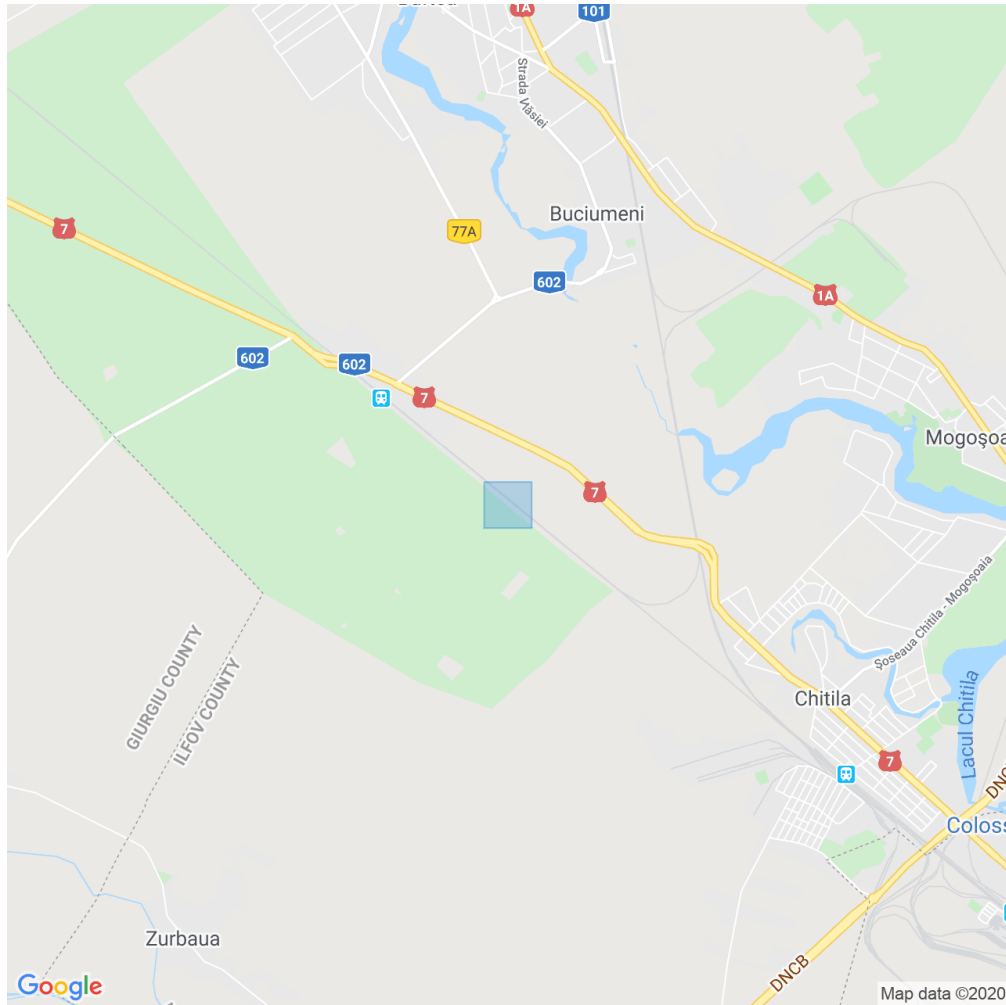 1A
101
Strada Vlăsiei
7
Buciumeni
77A
602
1A
602
602
7
Mogoșoa
7
Șoseaua Chitila - Mogoșoaia
GIURGIU COUNTY
ILFOV COUNTY
Chitila
Lacul Chitila
7
DNC
Coloss
Zurbaua
DNCB
Google
Map data ©2020